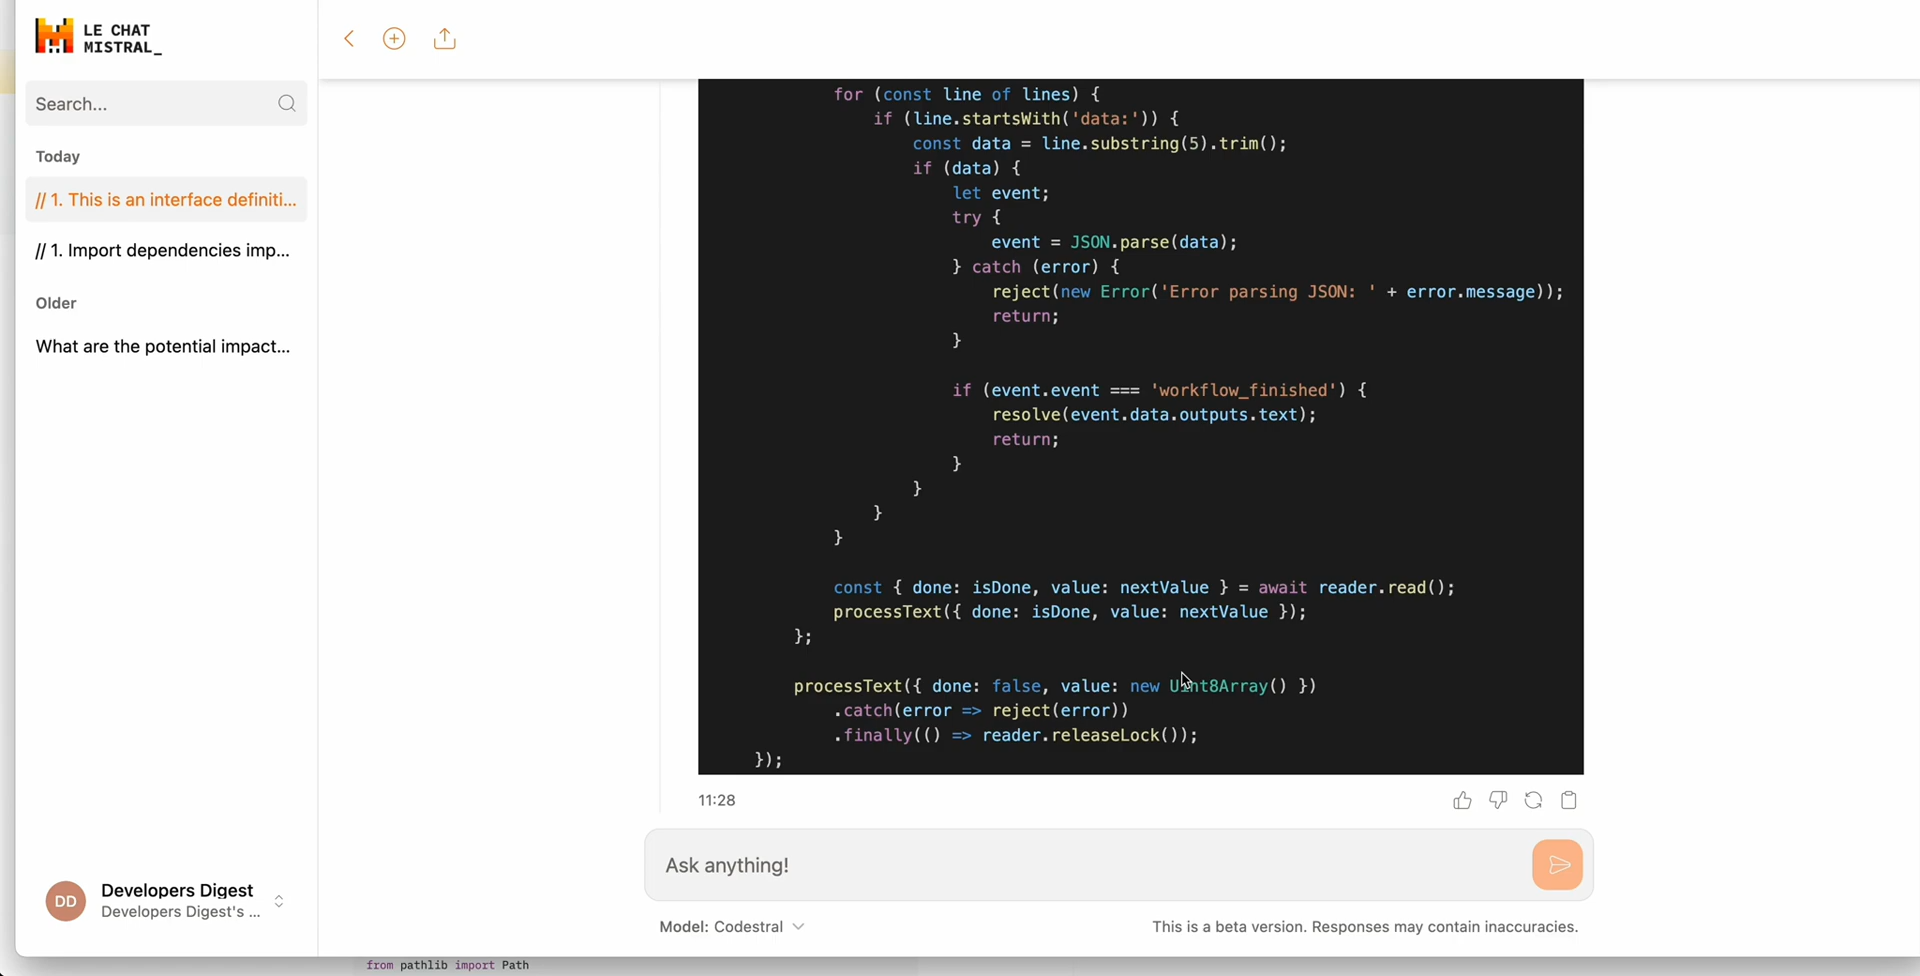 LE CHAT
MISTRAL_
Search...
Today
// 1. This is an interface definiti...
// 1. Import dependencies imp...
Older
What are the potential impact...
DD
Developers Digest
Developers Digest's ...
for (const line of lines) {
if (line.startsWith('data:')) {
const data = line.substring(5).trim();
if (data) {
let event;
try {
event = JSON.parse(data);
} catch (error) {
reject(new Error('Error parsing JSON: ' + error.message));
return;
}
if (event.event === 'workflow_finished') {
resolve(event.data.outputs.text);
return;
}
}
}
}
const { done: isDone, value: nextValue } = await reader.read();
processText({ done: isDone, value: nextValue });
};
processText({ done: false, value: new Uint8Array() })
.catch(error => reject(error))
.finally(() => reader.releaseLock());
});
11:28
Ask anything!
Model: Codestral
This is a beta version. Responses may contain inaccuracies.
from pathlib import Path